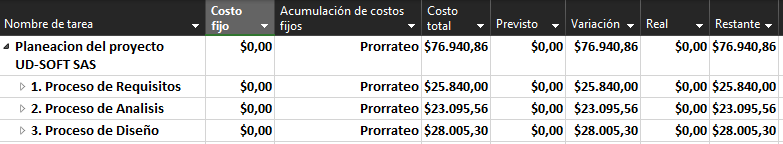 Nombre de tarea Costo fijo Acumulación de costos fijos Costo total Previsto Variación Real Restante
Planeacion del proyecto UD-SOFT SAS $0,00 Prorrateo $76.940,86 $0,00 $76.940,86 $0,00 $76.940,86
1. Proceso de Requisitos $0,00 Prorrateo $25.840,00 $0,00 $25.840,00 $0,00 $25.840,00
2. Proceso de Analisis $0,00 Prorrateo $23.095,56 $0,00 $23.095,56 $0,00 $23.095,56
3. Proceso de Diseño $0,00 Prorrateo $28.005,30 $0,00 $28.005,30 $0,00 $28.005,30